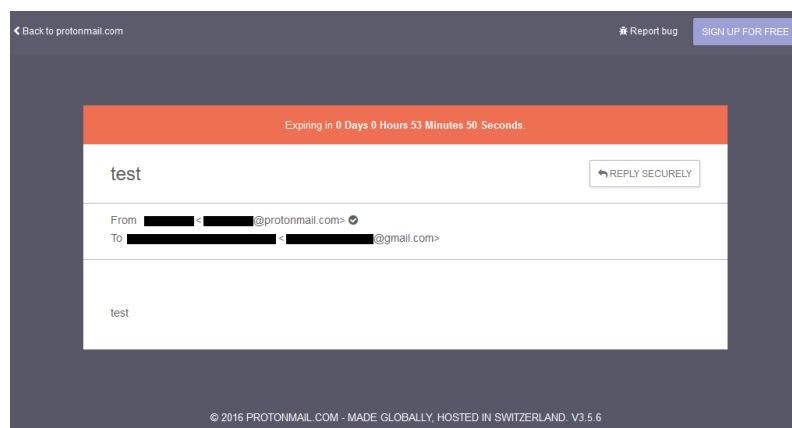 Back to protonmail.com
Report bug
SIGN UP FOR FREE
Expiring in 0 Days 0 Hours 53 Minutes 50 Seconds.
test
REPLY SECURELY
From < @protonmail.com>
To < @gmail.com>
test
© 2016 PROTONMAIL.COM - MADE GLOBALLY, HOSTED IN SWITZERLAND. V3.5.6